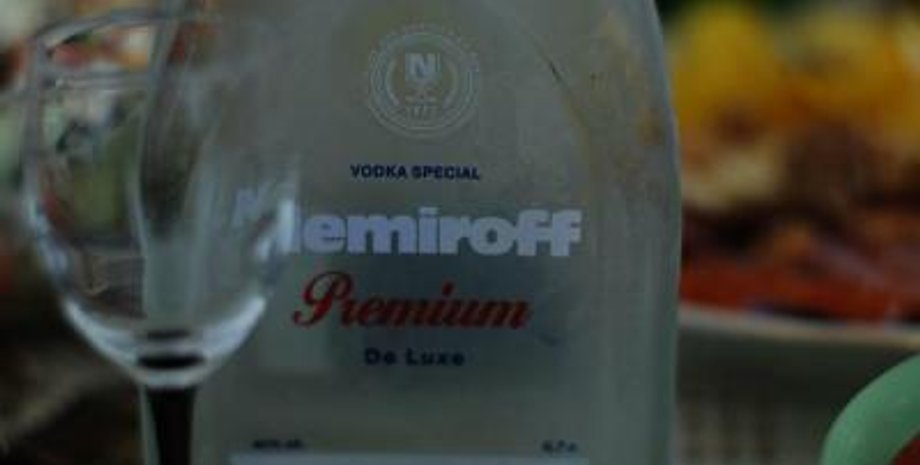 N
VODKA SPECIAL
Nemiroff
Premium
De Luxe